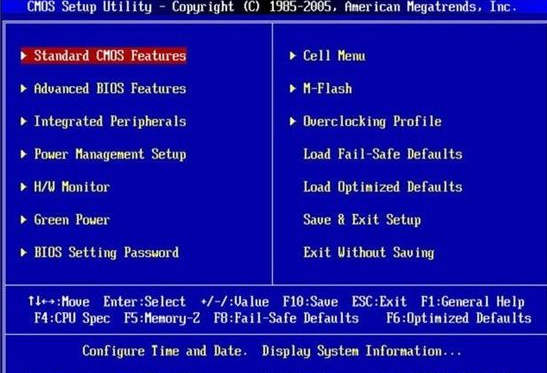 CMOS Setup Utility - Copyright (C) 1985-2005, American Megatrends, Inc.
Standard CMOS Features
Advanced BIOS Features
Integrated Peripherals
Power Management Setup
H/W Monitor
Green Power
BIOS Setting Password
Cell Menu
M-Flash
Overclocking Profile
Load Fail-Safe Defaults
Load Optimized Defaults
Save & Exit Setup
Exit Without Saving
↑↓←→:Move Enter:Select +/-/:Value F10:Save ESC:Exit F1:General Help
F4:CPU Spec F5:Memory-Z F8:Fail-Safe Defaults F6:Optimized Defaults
Configure Time and Date. Display System Information...